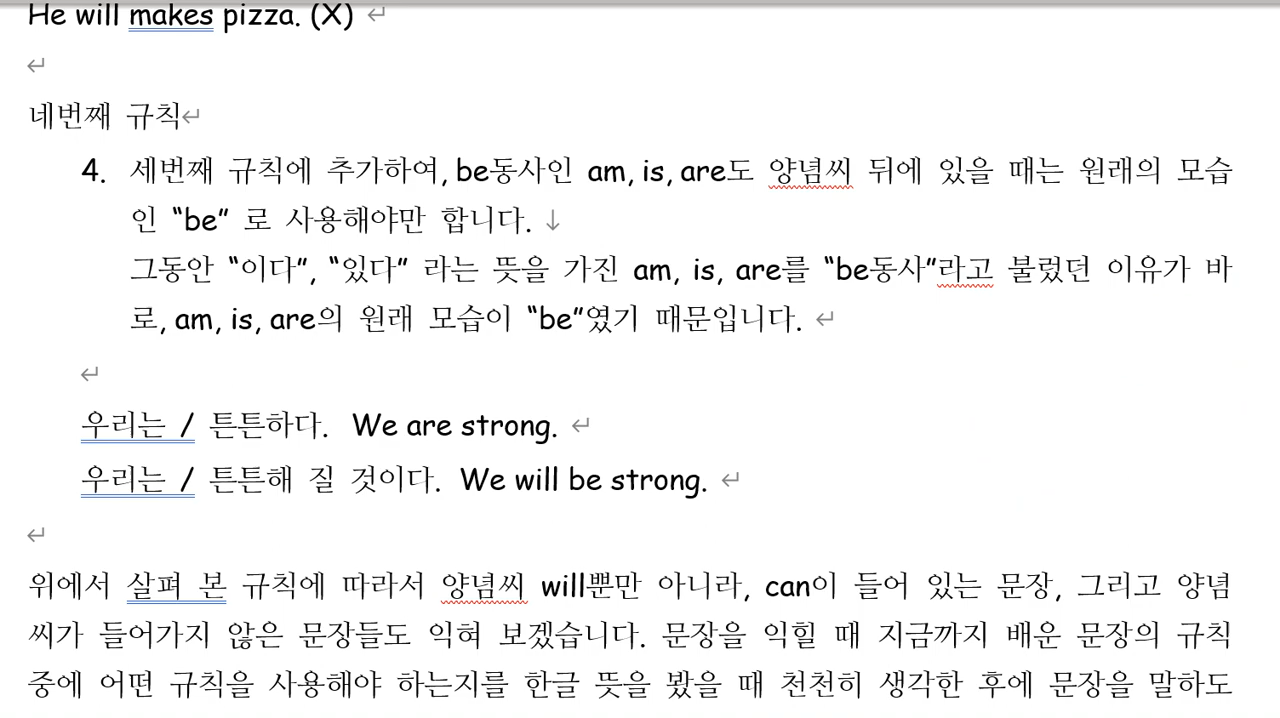 He will makes pizza. (X)
네번째 규칙
4. 세번째 규칙에 추가하여, be동사인 am, is, are도 양념씨 뒤에 있을 때는 원래의 모습
인 “be” 로 사용해야만 합니다.
그동안 “이다”, “있다” 라는 뜻을 가진 am, is, are를 “be동사”라고 불렀던 이유가 바
로, am, is, are의 원래 모습이 “be”였기 때문입니다.
우리는 / 튼튼하다. We are strong.
우리는 / 튼튼해 질 것이다. We will be strong.
위에서 살펴 본 규칙에 따라서 양념씨 will뿐만 아니라, can이 들어 있는 문장, 그리고 양념
씨가 들어가지 않은 문장들도 익혀 보겠습니다. 문장을 익힐 때 지금까지 배운 문장의 규칙
중에 어떤 규칙을 사용해야 하는지를 한글 뜻을 봤을 때 천천히 생각한 후에 문장을 말하도